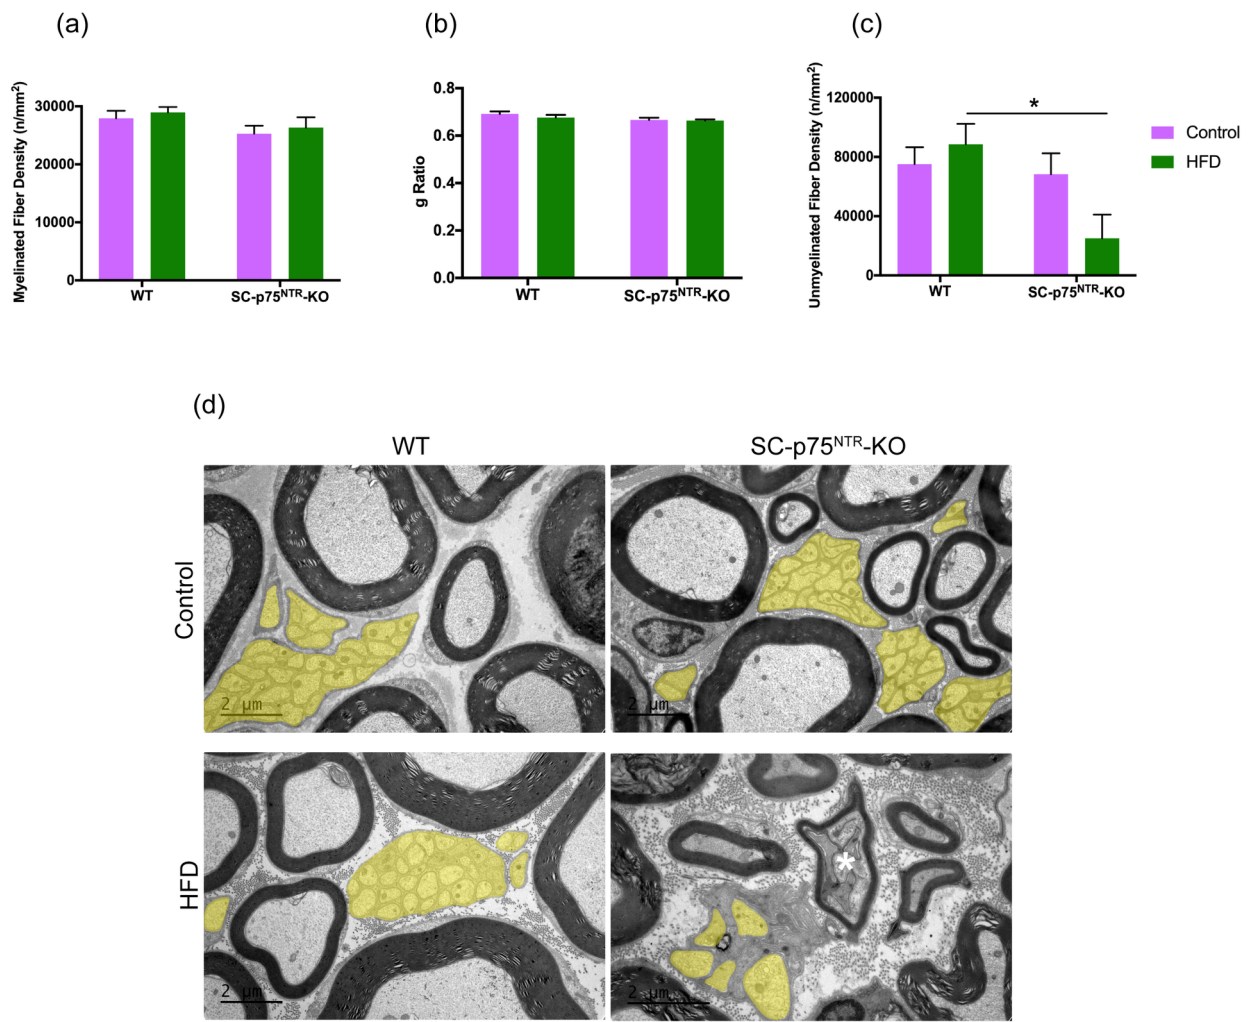 (a)
(b)
(c)
Myelinated Fiber Density (n/mm²)
30000
20000
10000
0
WT
SC-p75ᴺᵀᴿ-KO
g Ratio
0.8
0.6
0.4
0.2
0.0
WT
SC-p75ᴺᵀᴿ-KO
Unmyelinated Fiber Density (n/mm²)
120000
80000
40000
0
*
WT
SC-p75ᴺᵀᴿ-KO
Control
HFD
(d)
WT
SC-p75ᴺᵀᴿ-KO
Control
2 μm
2 μm
HFD
2 μm
*
2 μm